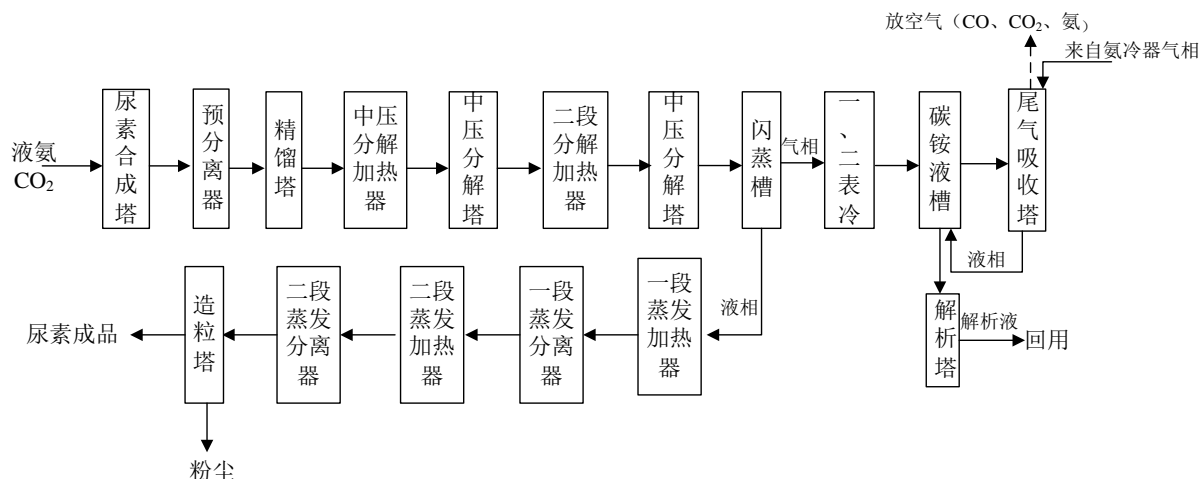 放空气（CO、CO₂、氨）
来自氨冷器气相
液氨
CO₂
尿素合成塔
预分离器
精馏塔
中压
分解
加热
器
中压分解塔
二段
分解
加热
器
中压分解塔
闪蒸槽
气相
一、二表冷
碳铵液槽
尾气吸收塔
液相
液相
尿素成品
造粒塔
二段
蒸发
分离
器
二段
蒸发
加热
器
一段
蒸发
分离
器
一段
蒸发
加热
器
解析塔
解析液
回用
粉尘